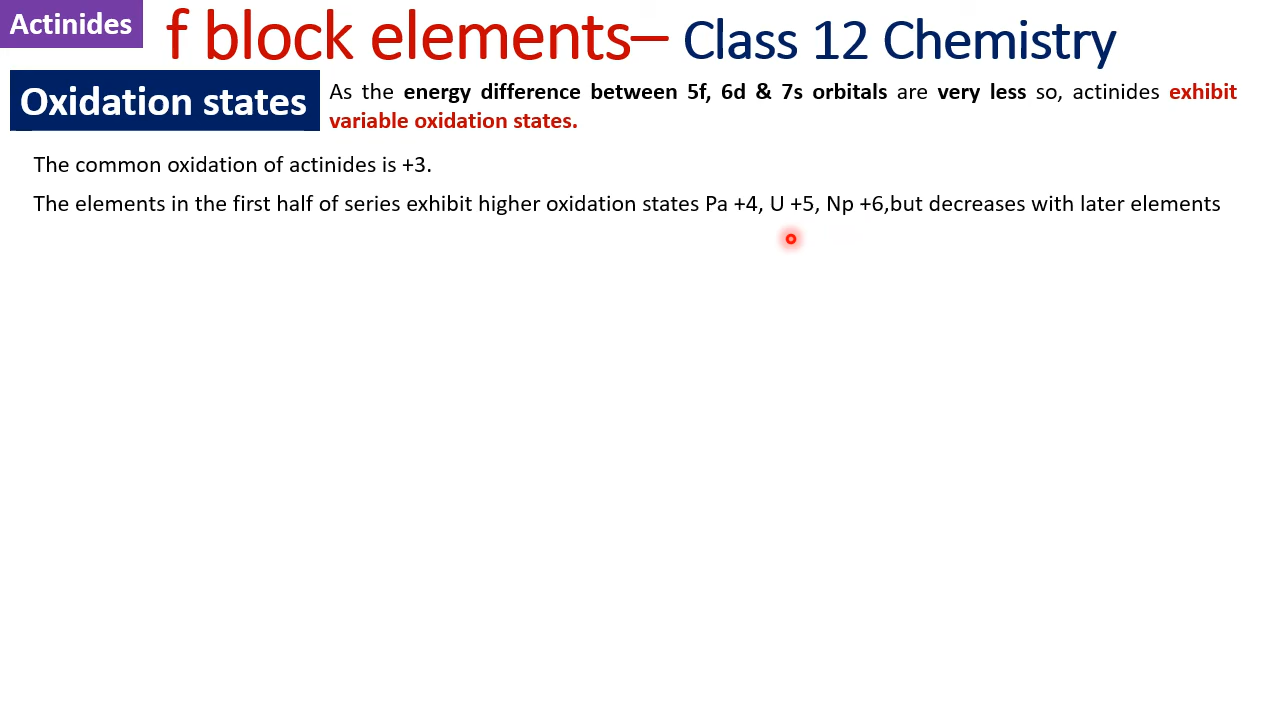 Actinides
f block elements– Class 12 Chemistry
Oxidation states
As the energy difference between 5f, 6d & 7s orbitals are very less so, actinides exhibit
variable oxidation states.
The common oxidation of actinides is +3.
The elements in the first half of series exhibit higher oxidation states Pa +4, U +5, Np +6,but decreases with later elements